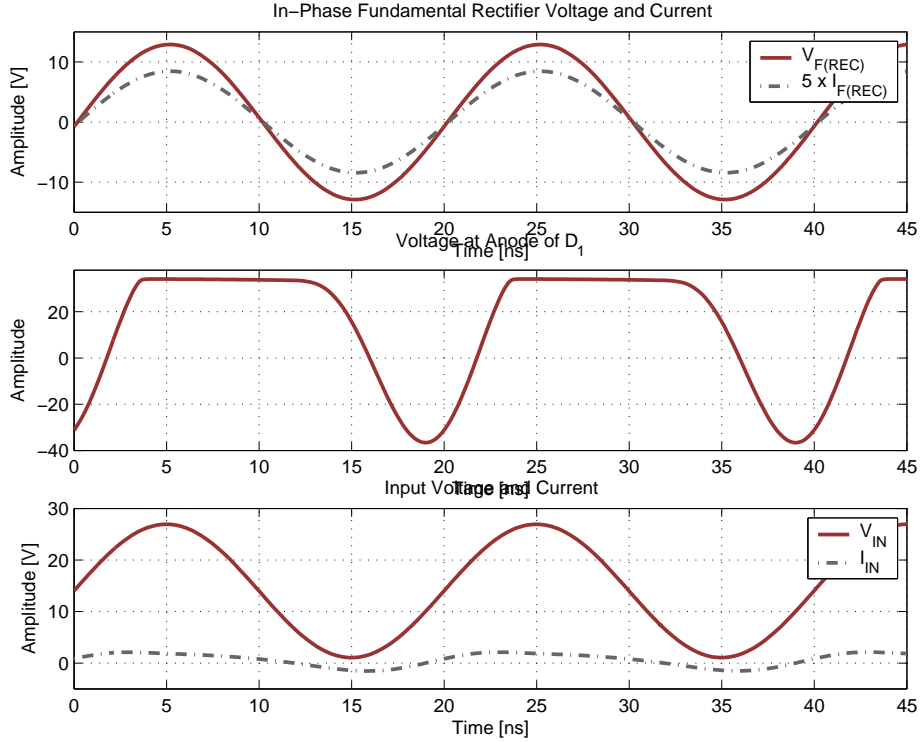 In−Phase Fundamental Rectifier Voltage and Current
Amplitude [V]
10
0
−10
V_F(REC)
5 x I_F(REC)
0 5 10 15 20 25 30 35 40 45
Time [ns]
Voltage at Anode of D_1
Amplitude
20
0
−20
−40
0 5 10 15 20 25 30 35 40 45
Time [ns]
Input Voltage and Current
Amplitude [V]
30
20
10
0
V_IN
I_IN
0 5 10 15 20 25 30 35 40 45
Time [ns]